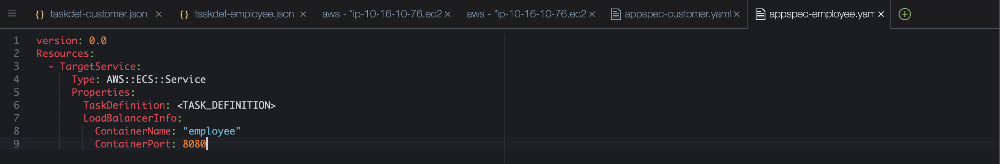 taskdef-customer.json taskdef-employee.json aws - "ip-10-16-10-76.ec2 aws - "ip-10-16-10-76.ec2 appspec-customer.yaml appspec-employee.yam
1 version: 0.0
2 Resources:
3 - TargetService:
4 Type: AWS::ECS::Service
5 Properties:
6 TaskDefinition: <TASK_DEFINITION>
7 LoadBalancerInfo:
8 ContainerName: "employee"
9 ContainerPort: 8080